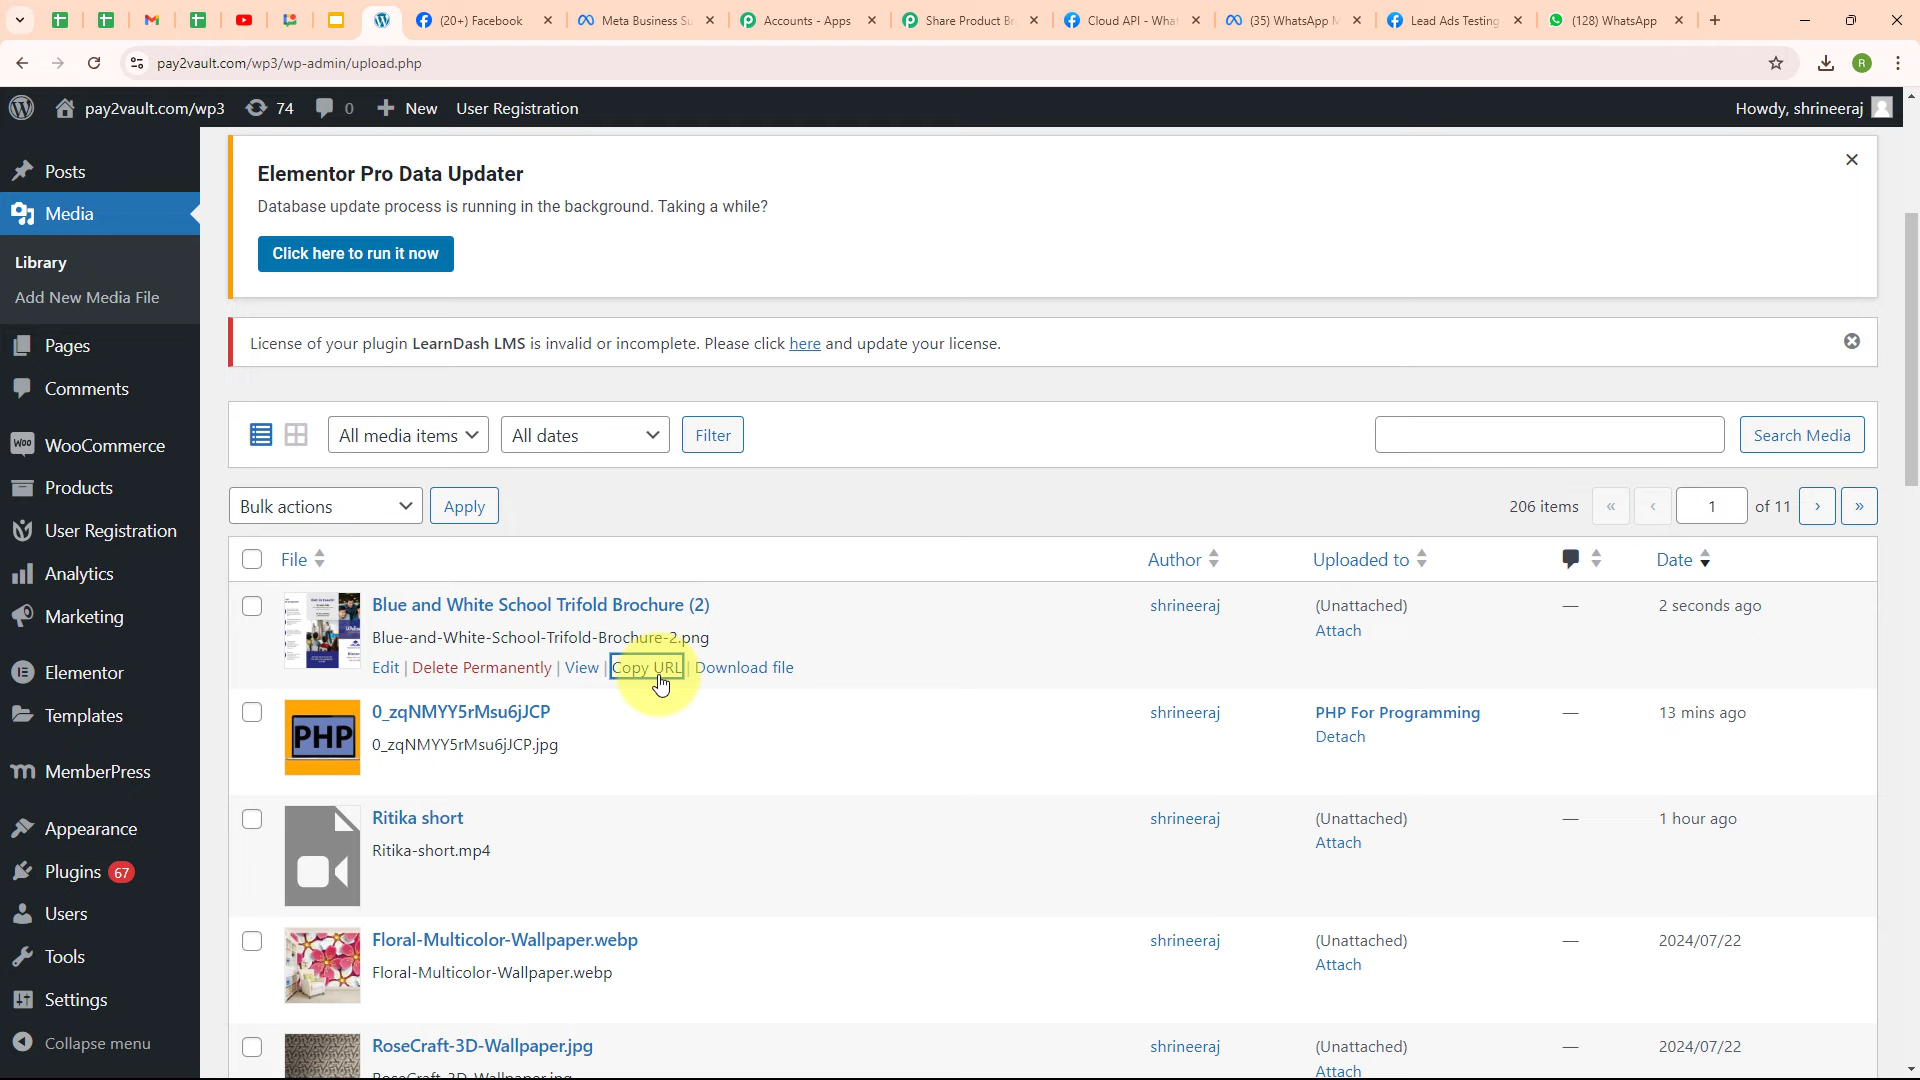 (20+) Facebook
Meta Business Su
Accounts - Apps
Share Product Br
Cloud API - What
(35) WhatsApp M
Lead Ads Testing
(128) WhatsApp
pay2vault.com/wp3/wp-admin/upload.php
R
pay2vault.com/wp3
74
0
New
User Registration
Howdy, shrineeraj
Posts
Media
Library
Add New Media File
Pages
Comments
WooCommerce
Products
User Registration
Analytics
Marketing
Elementor
Templates
MemberPress
Appearance
Plugins 67
Users
Tools
Settings
Collapse menu
Elementor Pro Data Updater
Database update process is running in the background. Taking a while?
Click here to run it now
License of your plugin LearnDash LMS is invalid or incomplete. Please click here and update your license.
All media items
All dates
Filter
Search Media
Bulk actions
Apply
206 items « ‹ 1 of 11 › »
File
Author
Uploaded to
Date
Blue and White School Trifold Brochure (2)
Blue-and-White-School-Trifold-Brochure-2.png
Edit | Delete Permanently | View | Copy URL | Download file
shrineeraj
(Unattached)
Attach
—
2 seconds ago
PHP
0_zqNMYY5rMsu6jJCP
0_zqNMYY5rMsu6jJCP.jpg
shrineeraj
PHP For Programming
Detach
—
13 mins ago
Ritika short
Ritika-short.mp4
shrineeraj
(Unattached)
Attach
—
1 hour ago
Floral-Multicolor-Wallpaper.webp
Floral-Multicolor-Wallpaper.webp
shrineeraj
(Unattached)
Attach
—
2024/07/22
RoseCraft-3D-Wallpaper.jpg
RoseCraft-3D-Wallpaper.jpg
shrineeraj
(Unattached)
Attach
—
2024/07/22